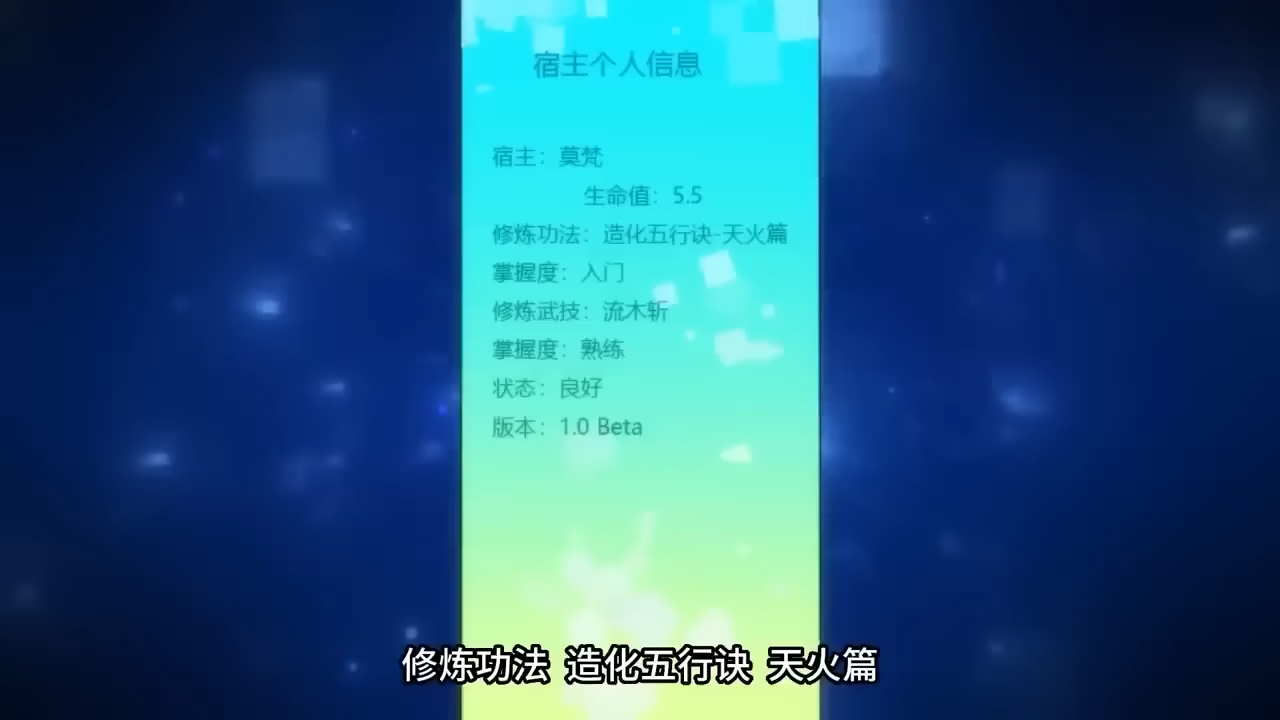 宿主个人信息
宿主：莫梵
生命值：5.5
修炼功法：造化五行诀-天火篇
掌握度：入门
修炼武技：流木斩
掌握度：熟练
状态：良好
版本：1.0 Beta
修炼功法 造化五行诀 天火篇